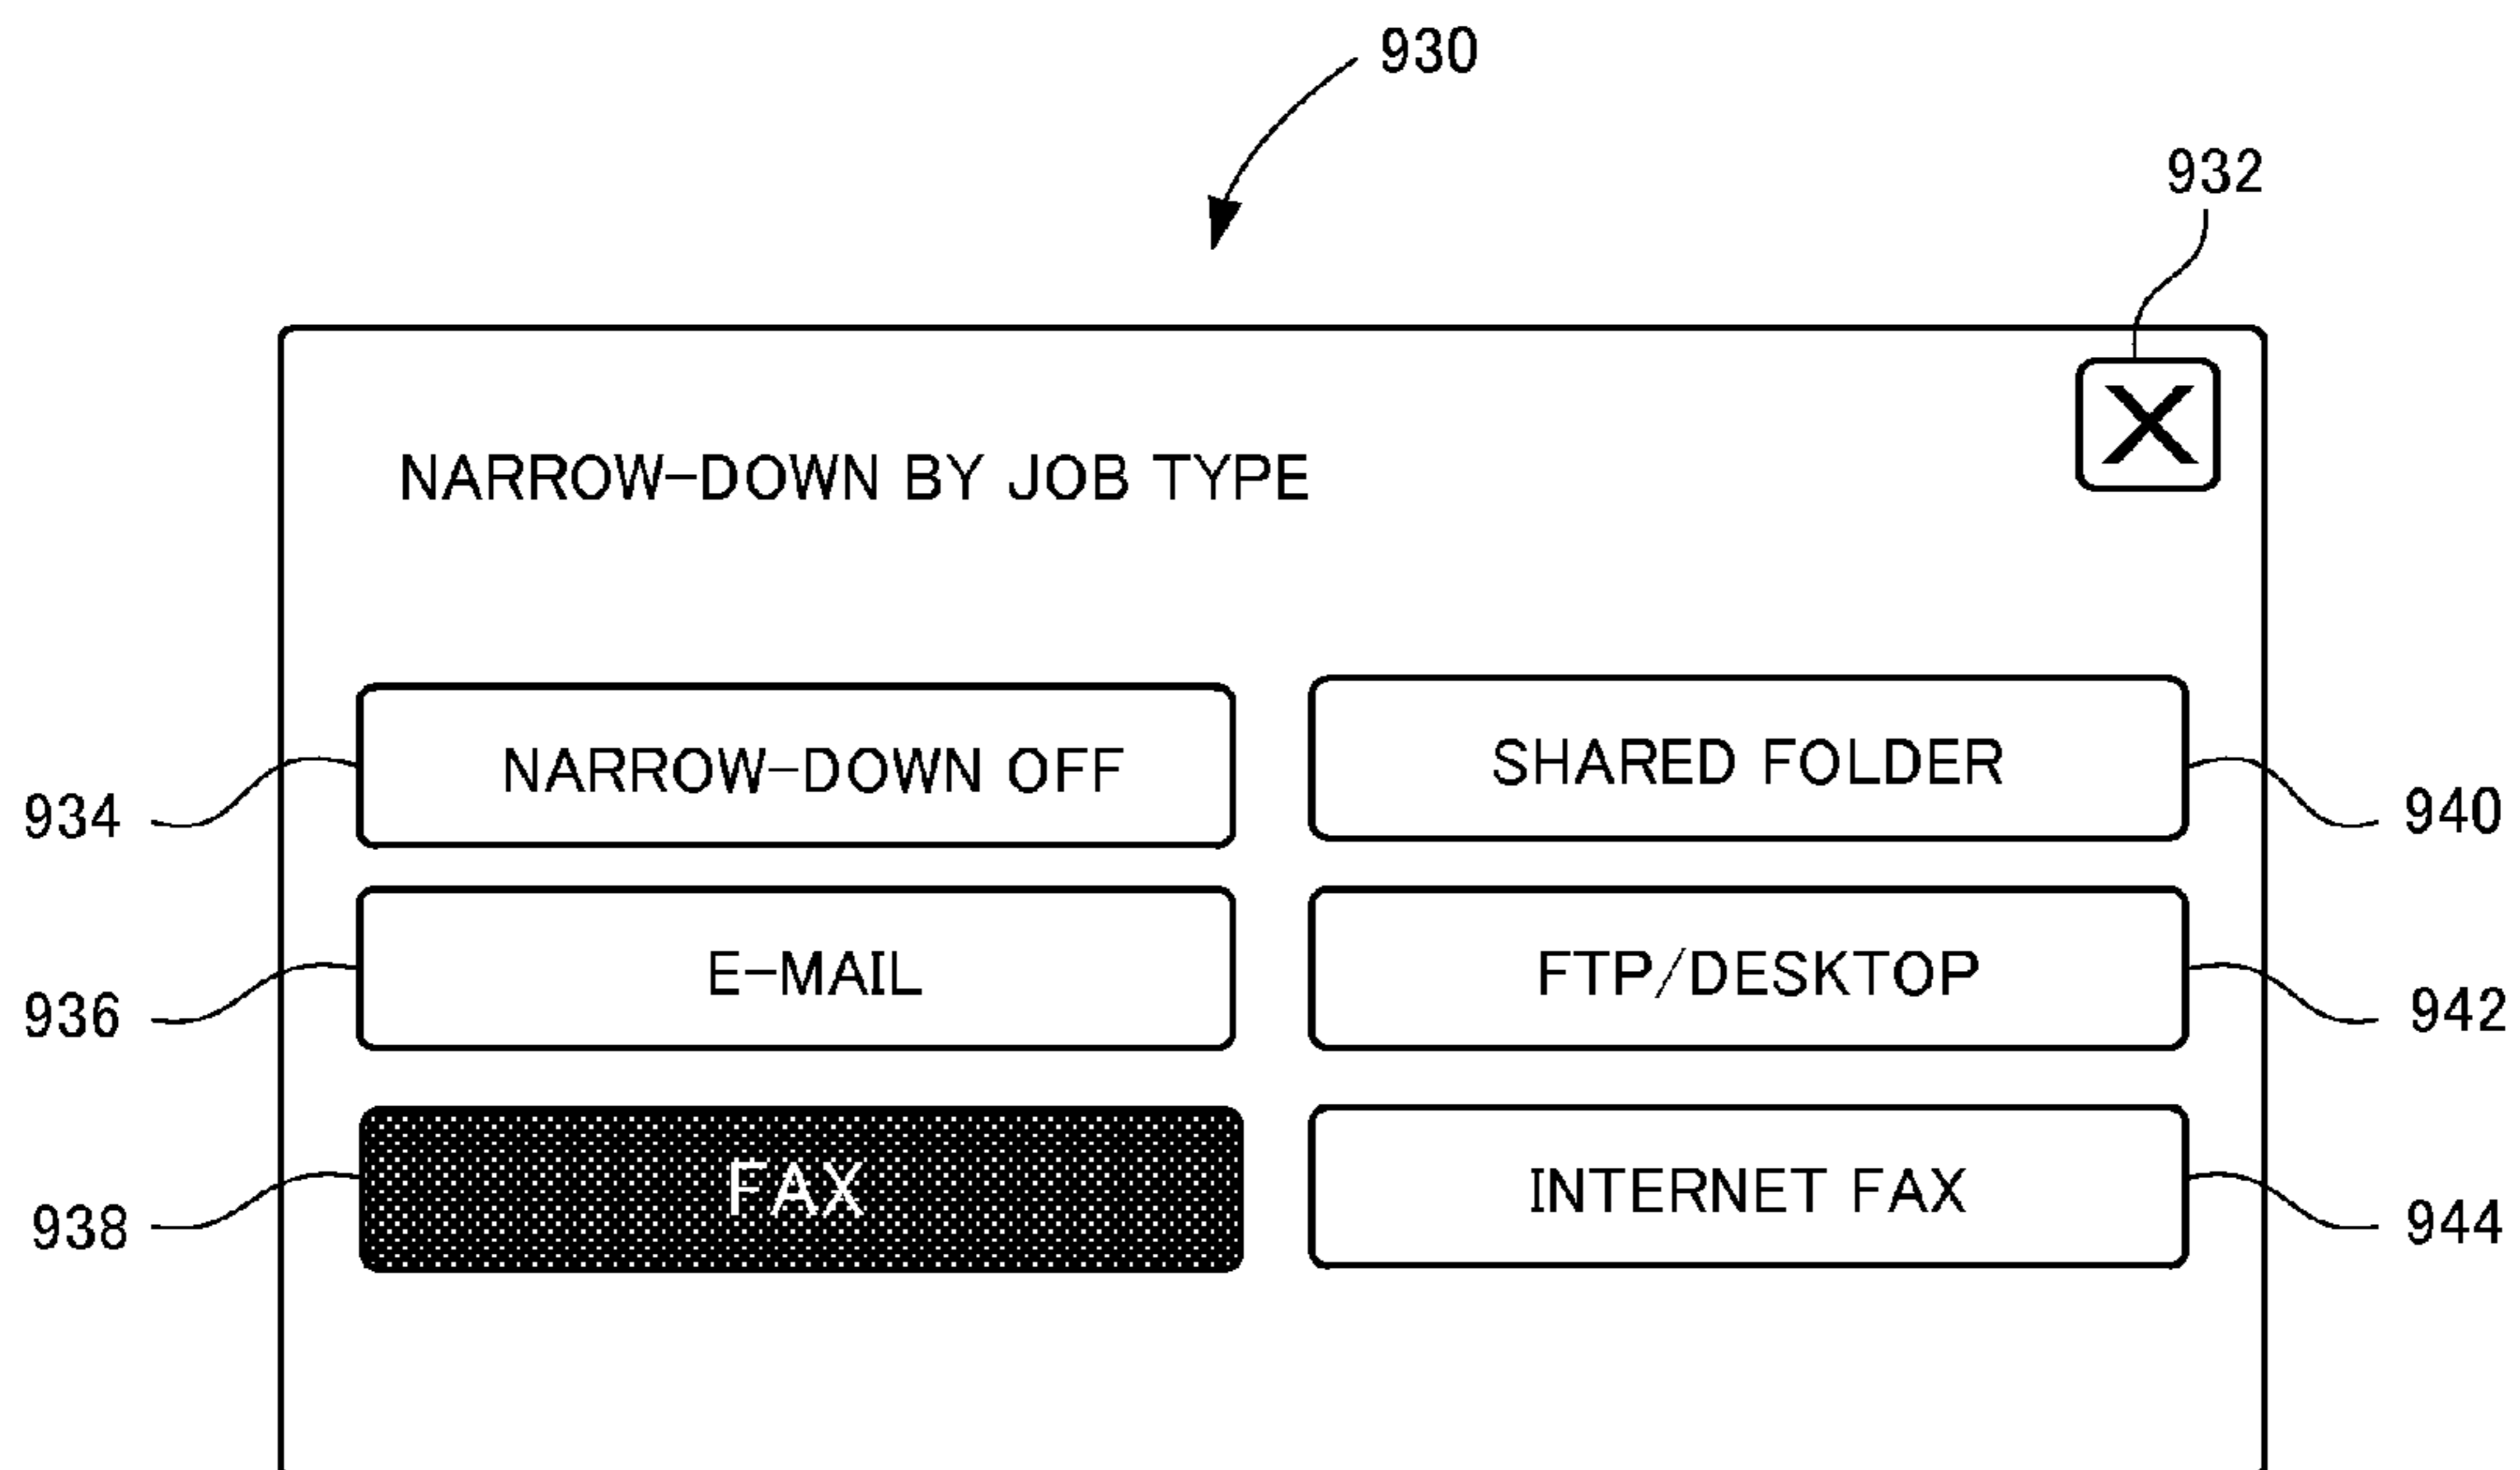 930
932
X
NARROW-DOWN BY JOB TYPE
NARROW-DOWN OFF
SHARED FOLDER
934
940
E-MAIL
FTP/DESKTOP
936
942
FAX
INTERNET FAX
938
944